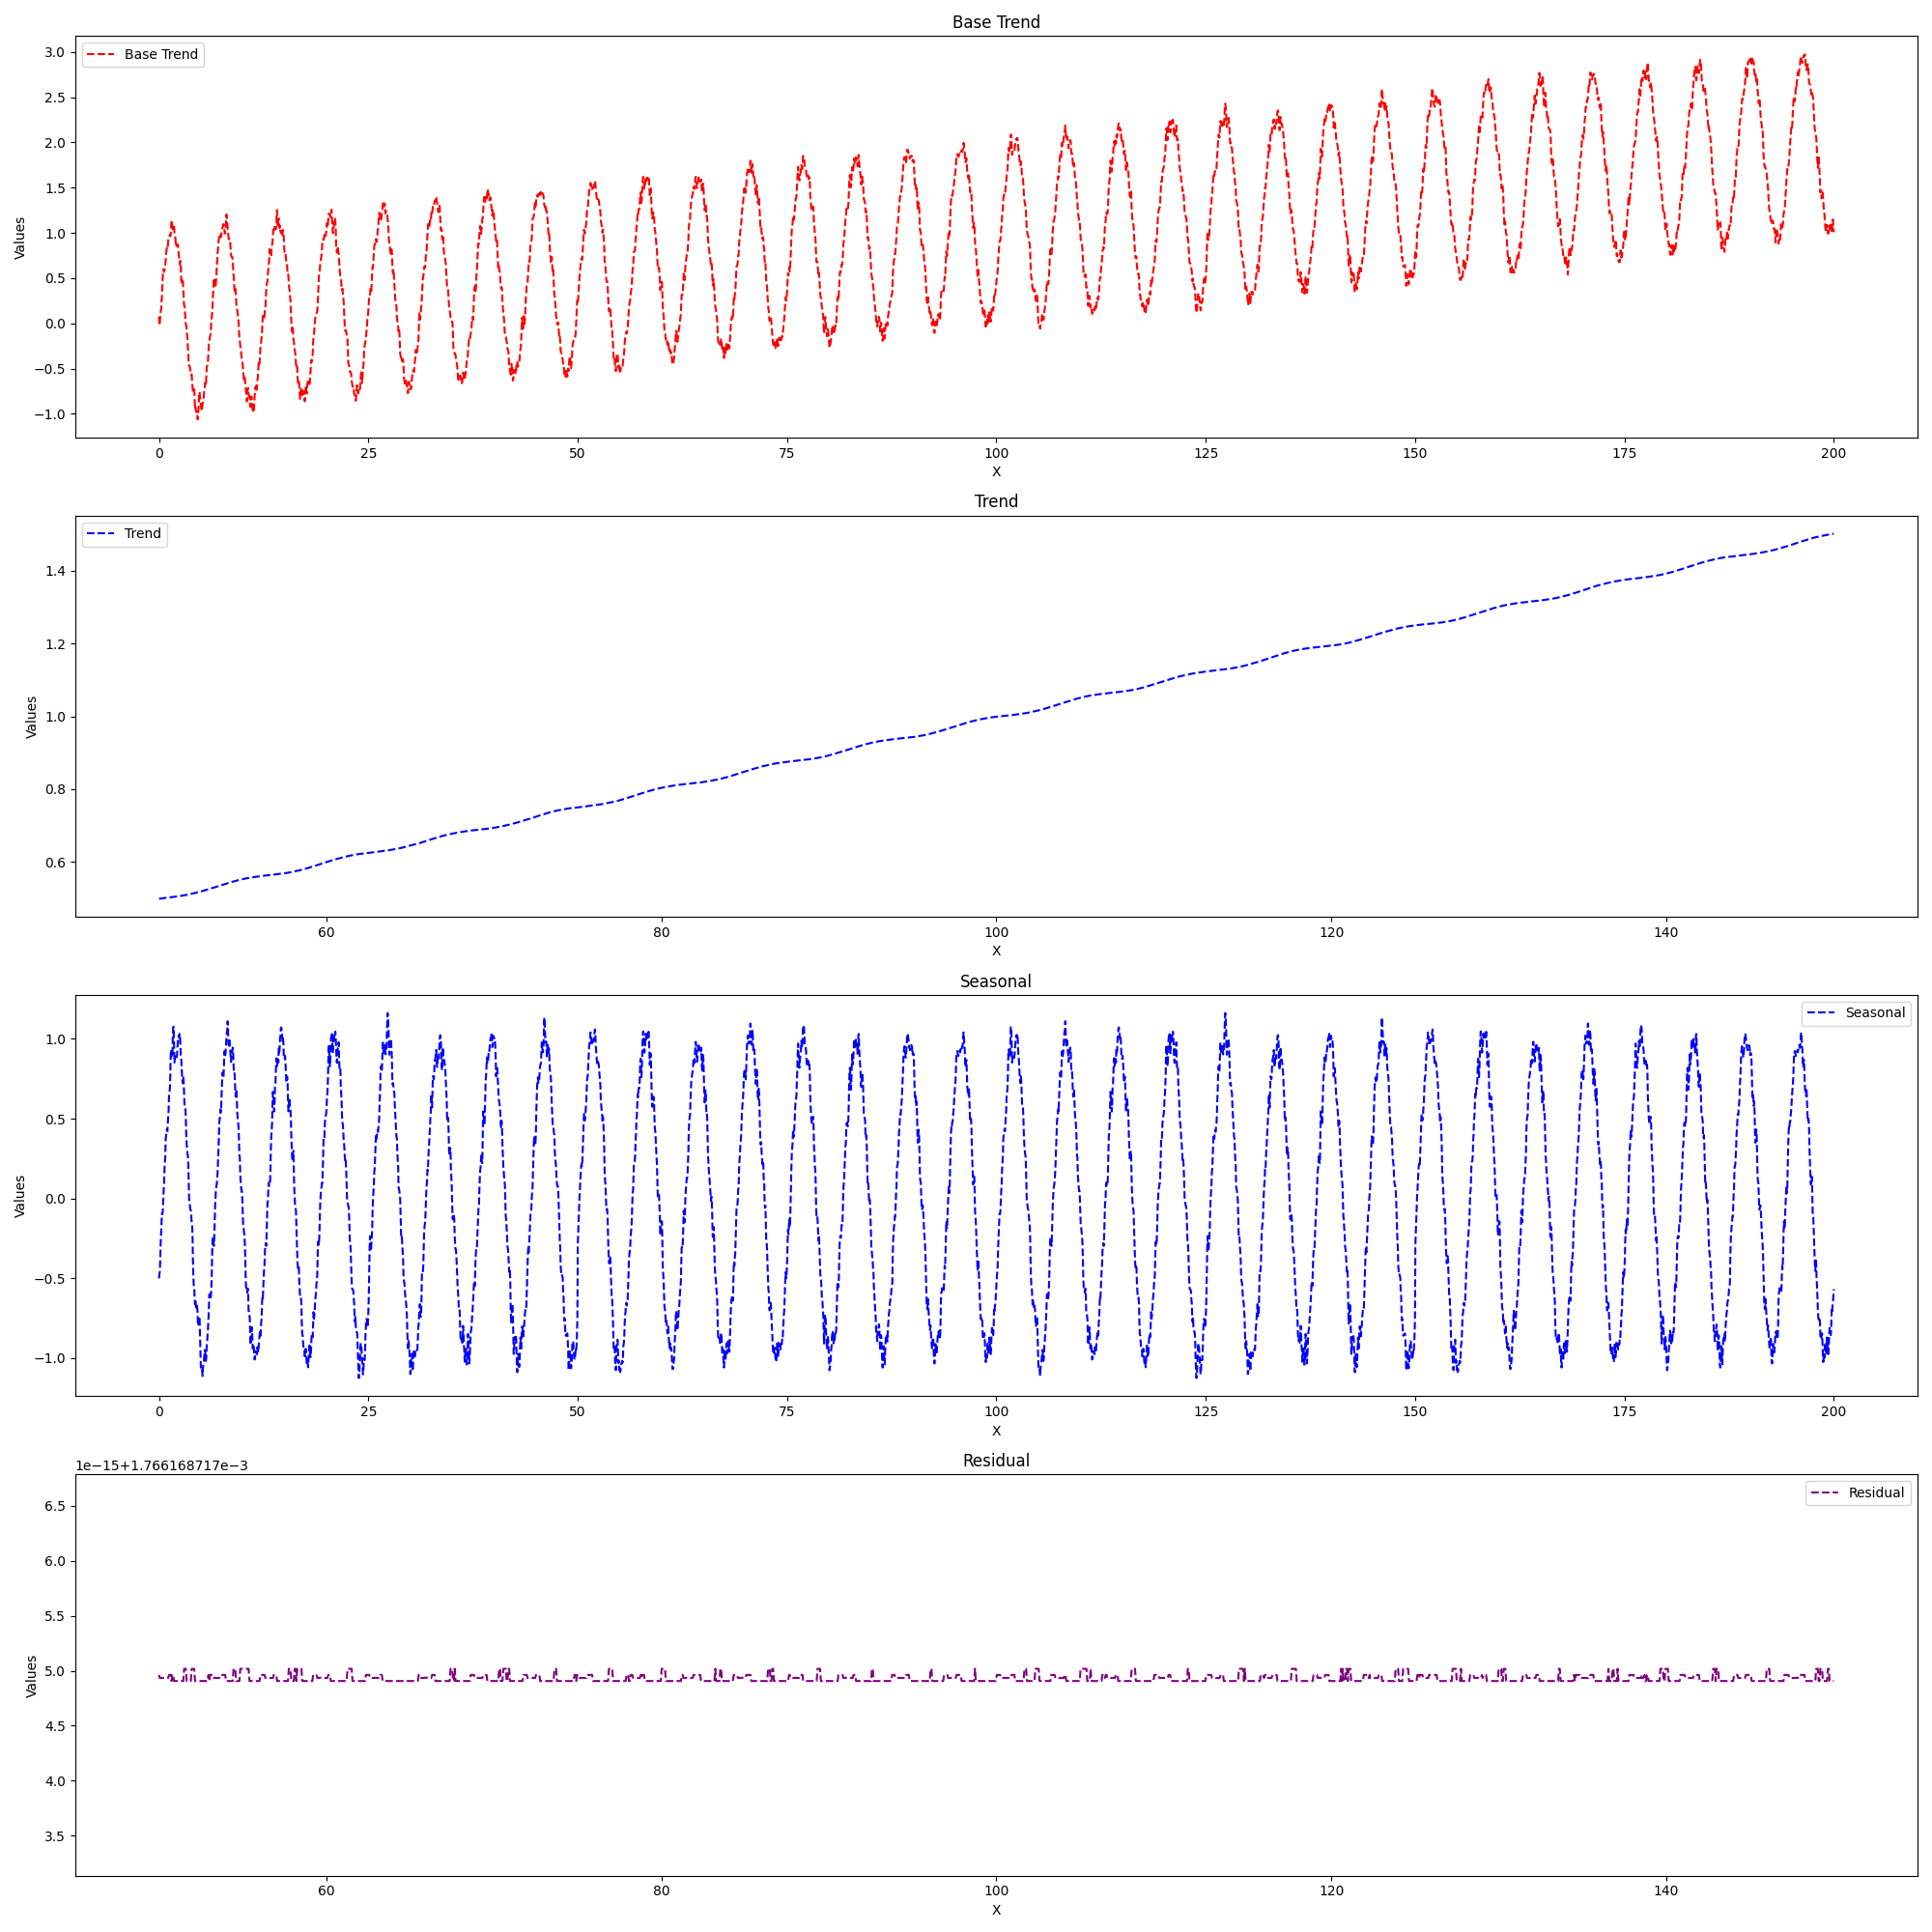 Base Trend
Base Trend
3.0
2.5
2.0
1.5
1.0
0.5
0.0
−0.5
−1.0
Values
0 25 50 75 100 125 150 175 200
X
Trend
Trend
1.4
1.2
1.0
0.8
0.6
Values
60 80 100 120 140
X
Seasonal
Seasonal
1.0
0.5
0.0
−0.5
−1.0
Values
0 25 50 75 100 125 150 175 200
X
Residual
1e−15+1.766168717e−3
Residual
6.5
6.0
5.5
5.0
4.5
4.0
3.5
Values
60 80 100 120 140
X